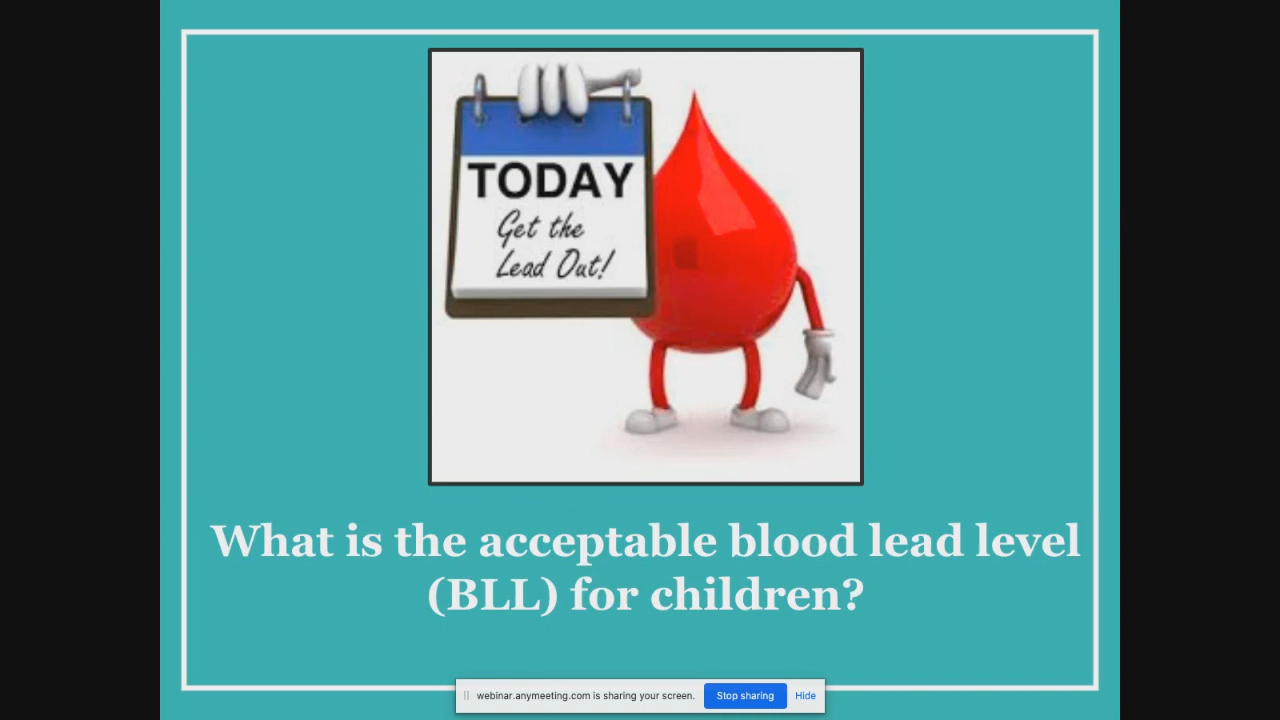 TODAY
Get the
Lead Out!
What is the acceptable blood lead level
(BLL) for children?
webinar.anymeeting.com is sharing your screen. Stop sharing Hide